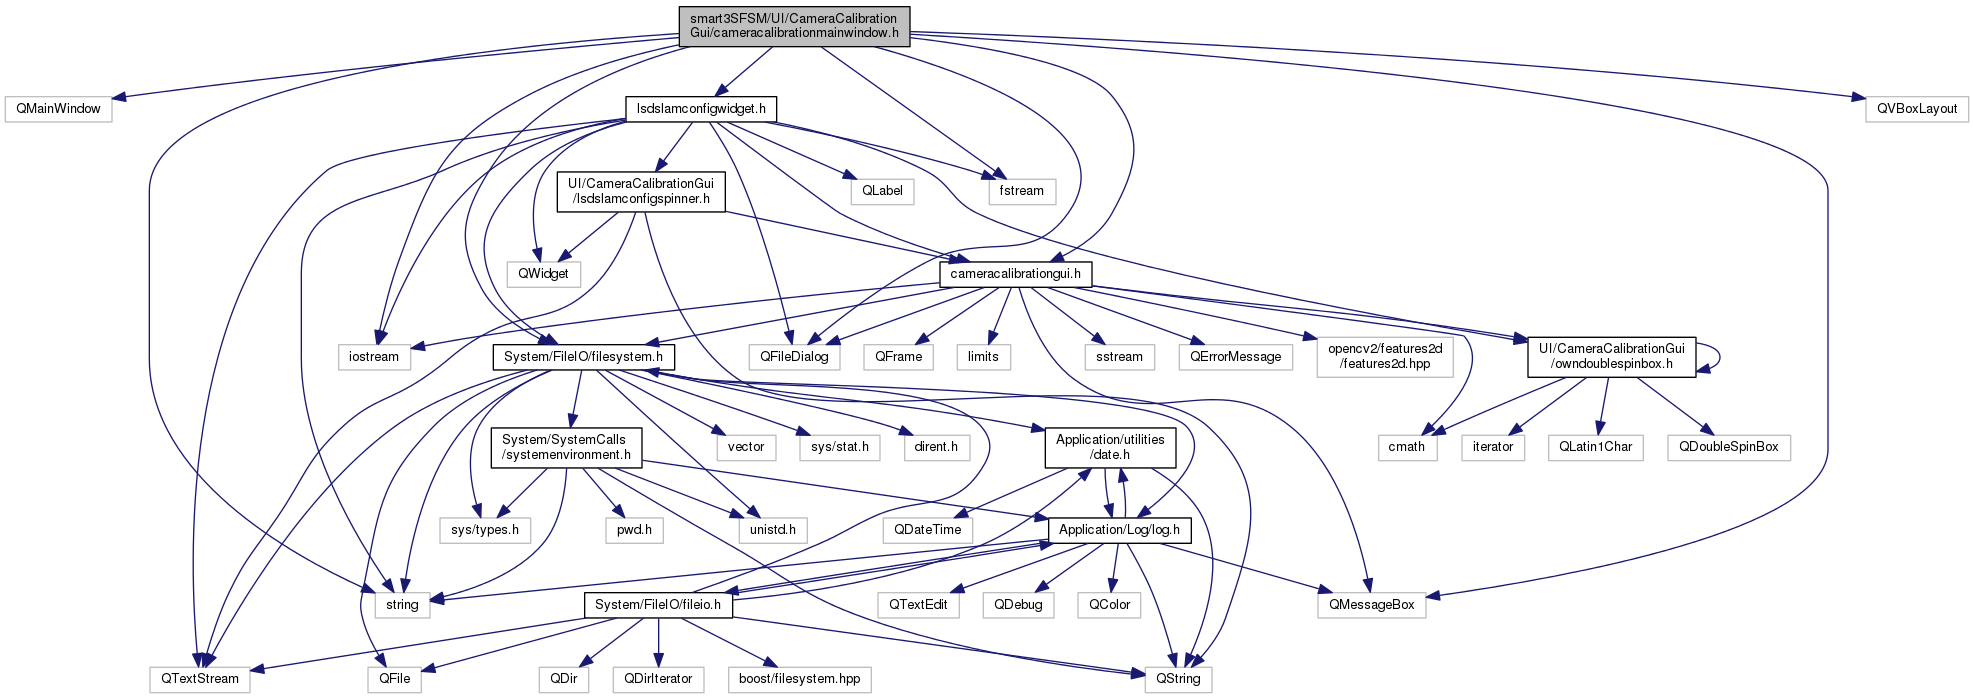 smart3SFSM/UI/CameraCalibration
Gui/cameracalibrationmainwindow.h
QMainWindow
lsdslamconfigwidget.h
QVBoxLayout
UI/CameraCalibrationGui
/lsdslamconfigspinner.h
QLabel
fstream
QWidget
cameracalibrationgui.h
iostream
System/FileIO/filesystem.h
QFileDialog
QFrame
limits
sstream
QErrorMessage
opencv2/features2d
/features2d.hpp
UI/CameraCalibrationGui
/owndoublespinbox.h
System/SystemCalls
/systemenvironment.h
vector
sys/stat.h
dirent.h
Application/utilities
/date.h
cmath
iterator
QLatin1Char
QDoubleSpinBox
sys/types.h
pwd.h
unistd.h
QDateTime
Application/Log/log.h
string
System/FileIO/fileio.h
QTextEdit
QDebug
QColor
QMessageBox
QTextStream
QFile
QDir
QDirIterator
boost/filesystem.hpp
QString